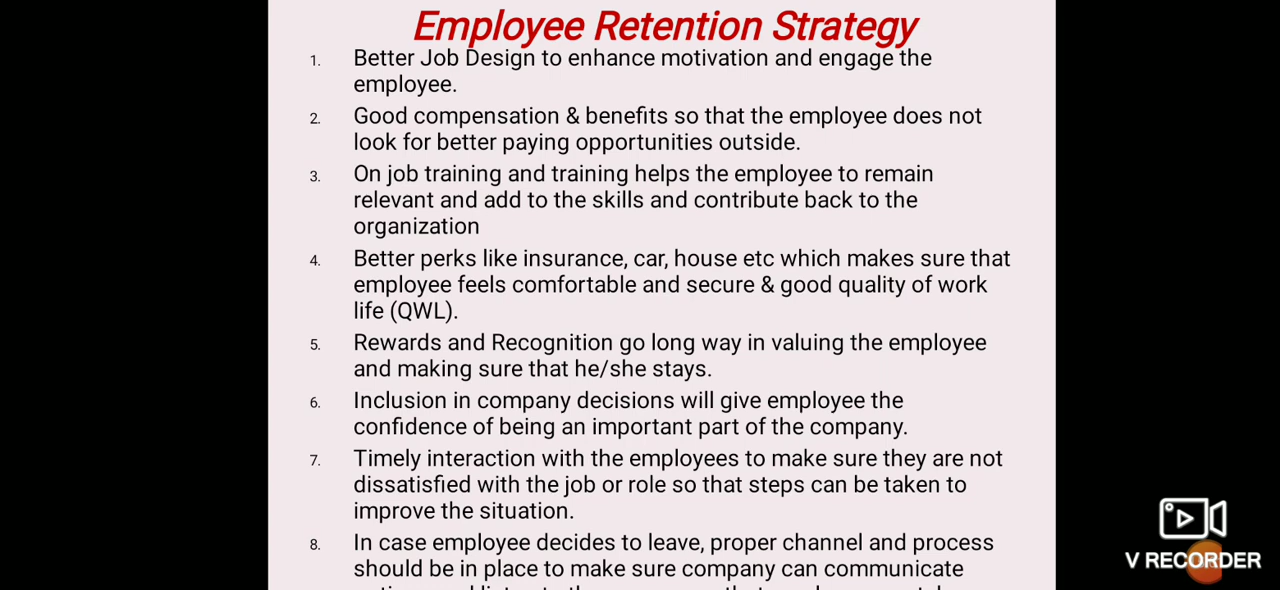 Employee Retention Strategy
1. Better Job Design to enhance motivation and engage the
employee.
2. Good compensation & benefits so that the employee does not
look for better paying opportunities outside.
3. On job training and training helps the employee to remain
relevant and add to the skills and contribute back to the
organization
4. Better perks like insurance, car, house etc which makes sure that
employee feels comfortable and secure & good quality of work
life (QWL).
5. Rewards and Recognition go long way in valuing the employee
and making sure that he/she stays.
6. Inclusion in company decisions will give employee the
confidence of being an important part of the company.
7. Timely interaction with the employees to make sure they are not
dissatisfied with the job or role so that steps can be taken to
improve the situation.
8. In case employee decides to leave, proper channel and process
should be in place to make sure company can communicate
V RECORDER